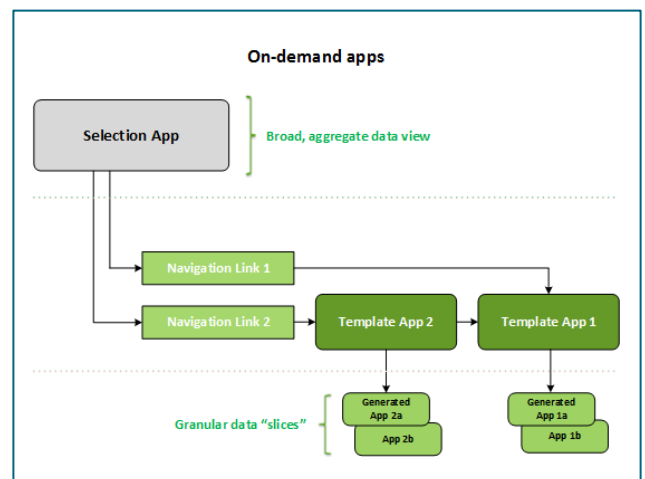 On-demand apps
Selection App
Broad, aggregate data view
Navigation Link 1
Navigation Link 2
Template App 2
Template App 1
Granular data “slices”
Generated
App 2a
App 2b
Generated
App 1a
App 1b